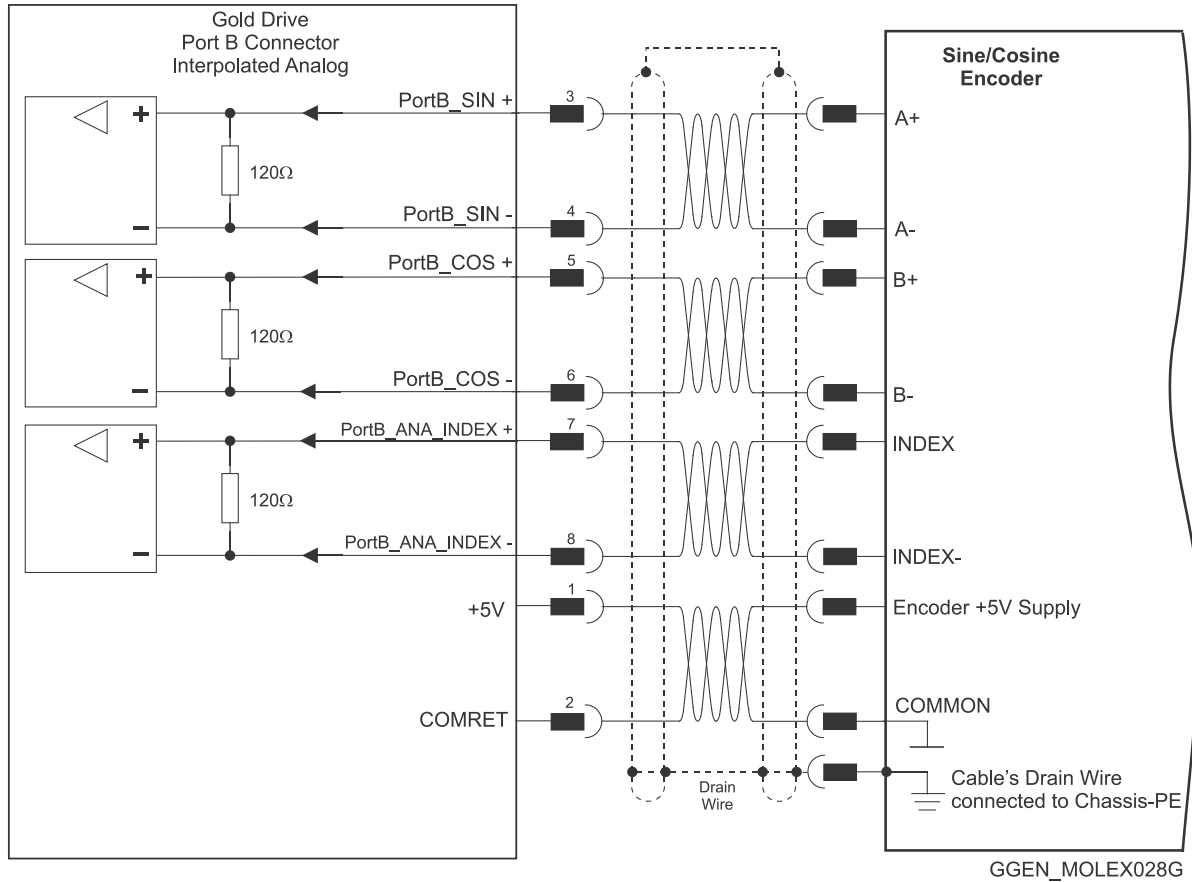 Gold Drive
Port B Connector
Interpolated Analog
Sine/Cosine
Encoder
+
PortB_SIN +
3
A+
120Ω
PortB_SIN -
4
–
A-
PortB_COS +
5
+
B+
120Ω
PortB_COS -
6
–
B-
PortB_ANA_INDEX +
7
+
INDEX
120Ω
PortB_ANA_INDEX -
8
–
INDEX-
+5V
1
Encoder +5V Supply
COMRET
2
COMMON
Drain
Wire
Cable's Drain Wire
connected to Chassis-PE
GGEN_MOLEX028G